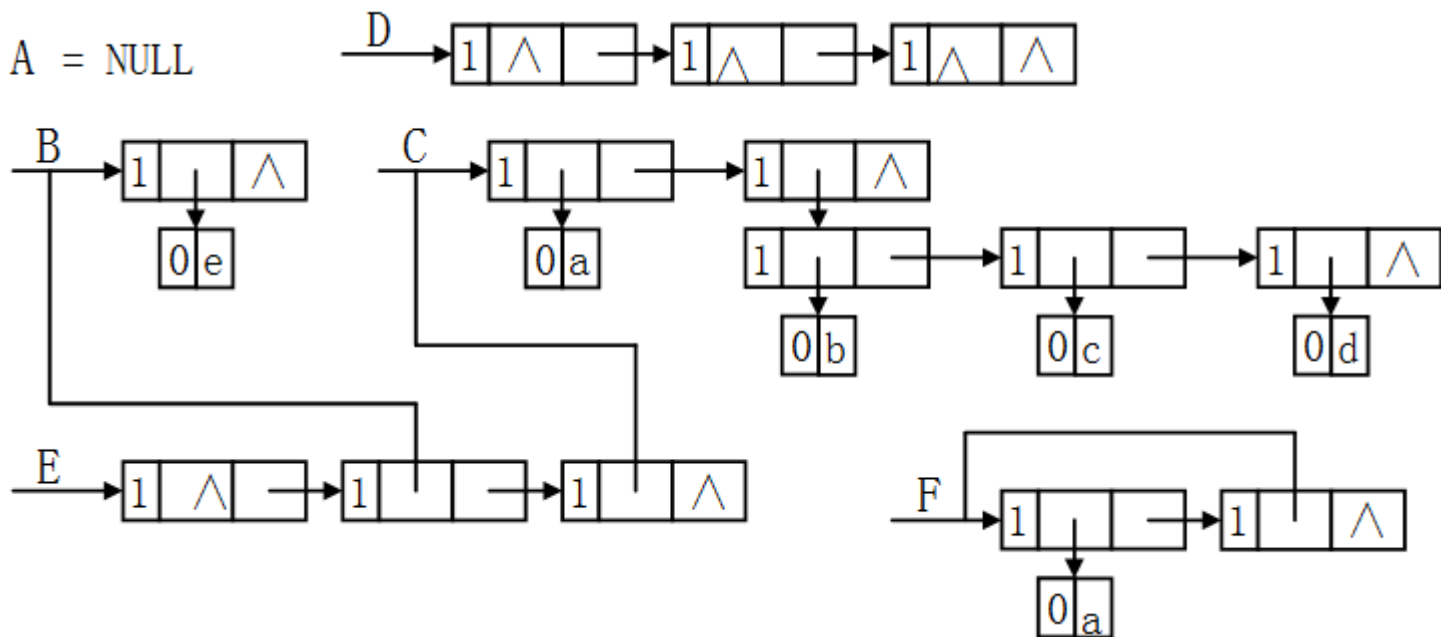 A = NULL
D 1 ∧ 1 ∧ 1 ∧ ∧
B 1 ∧ C 1 1 ∧
0 e 0 a 1 1 1 ∧
0 b 0 c 0 d
E 1 ∧ 1 1 ∧
F 1 1 ∧
0 a